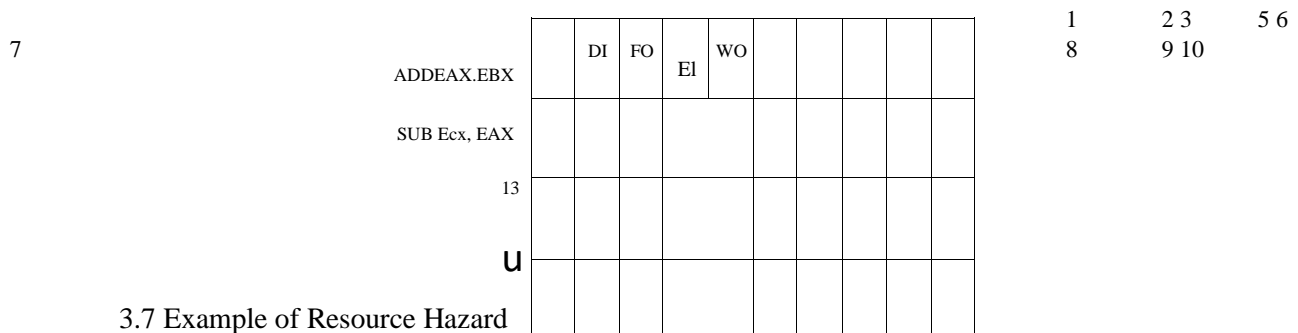 1 2 3 5 6
7 8 9 10
DI FO El WO
ADDEAX.EBX
SUB Ecx, EAX
13
u
3.7 Example of Resource Hazard